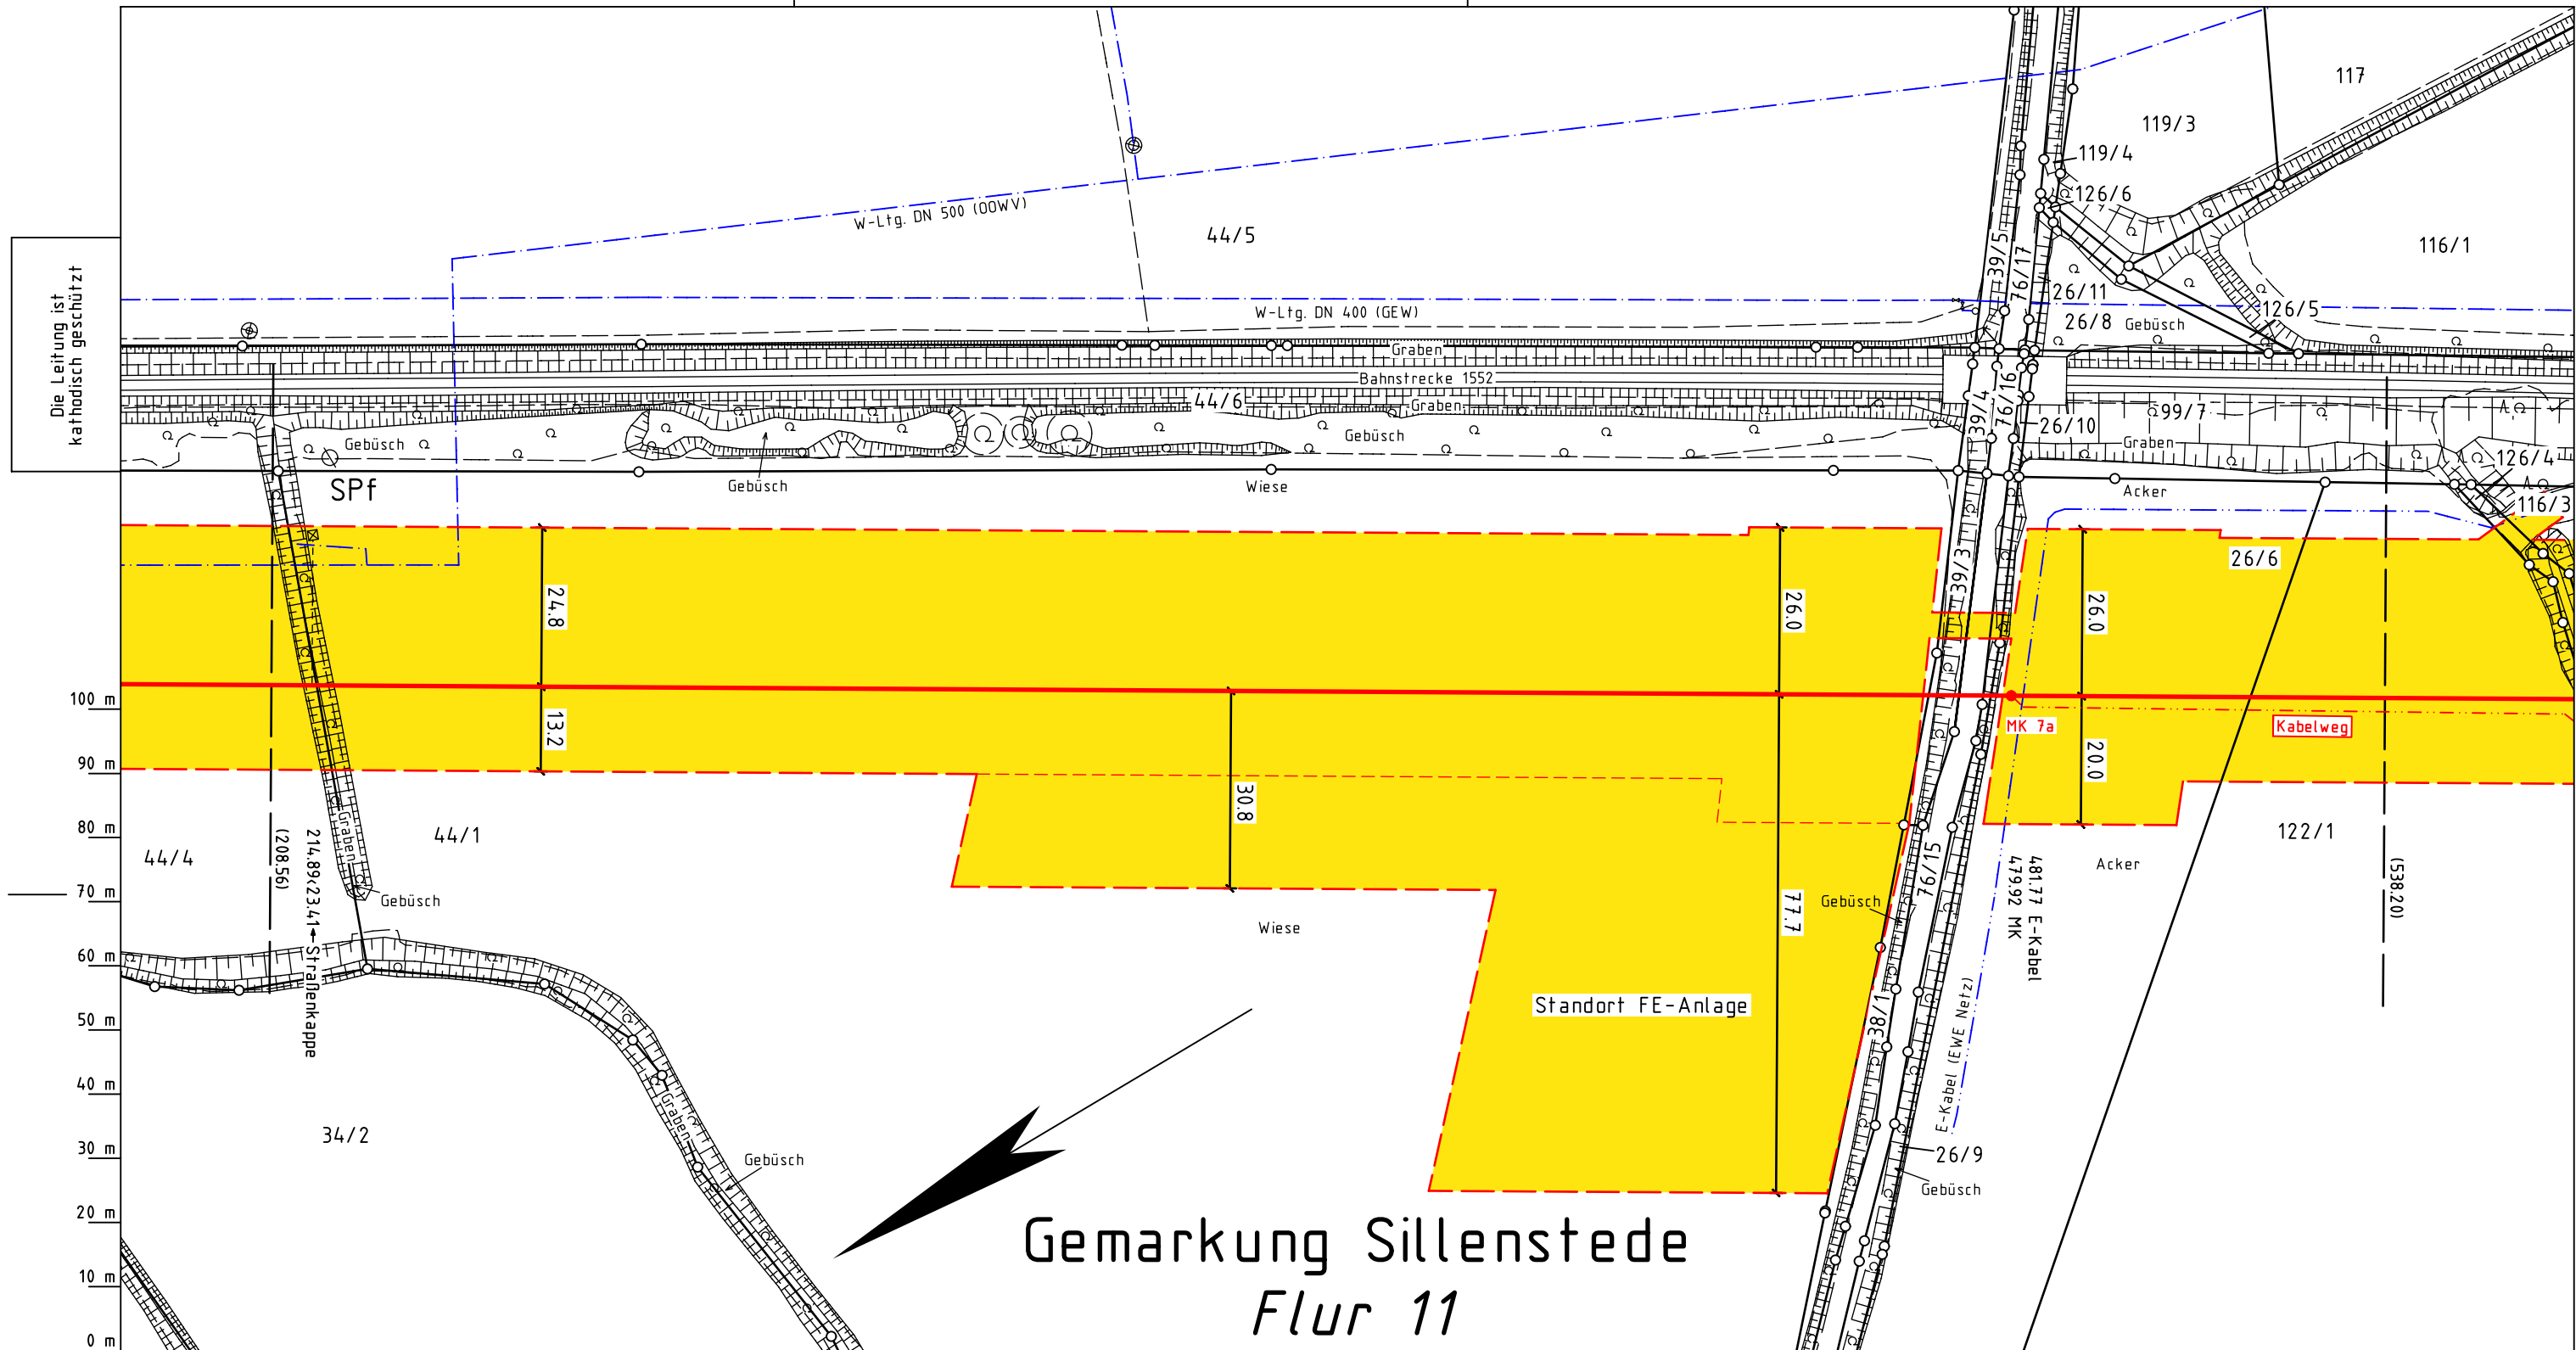 117
119/3
119/4
126/6
W-Ltg. DN 500 (OOWV)
44/5
116/1
39/5
76/17
Die Leitung ist
kathodisch geschützt
26/11
126/5
W-Ltg. DN 400 (GEW)
26/8
Gebüsch
Graben
Bahnstrecke 1552
44/6
Graben
99/7
39/4
76/16
26/10
Gebüsch
Gebüsch
Graben
126/4
SPf
Gebüsch
Wiese
Acker
116/3
26/6
39/3
24.8
26.0
26.0
100 m
13.2
MK 7a
Kabelweg
90 m
20.0
30.8
80 m
44/4
44/1
Graben
122/1
Acker
76/15
(208.56)
214.89<23.41 Straßenkappe
481.77 E-Kabel
479.92 MK
(538.20)
70 m
Gebüsch
Gebüsch
77.7
Wiese
60 m
Standort FE-Anlage
50 m
38/1
E-Kabel (EWE Netz)
40 m
Graben
34/2
30 m
Gebüsch
26/9
Gebüsch
20 m
Gemarkung Sillenstede
10 m
Flur 11
0 m